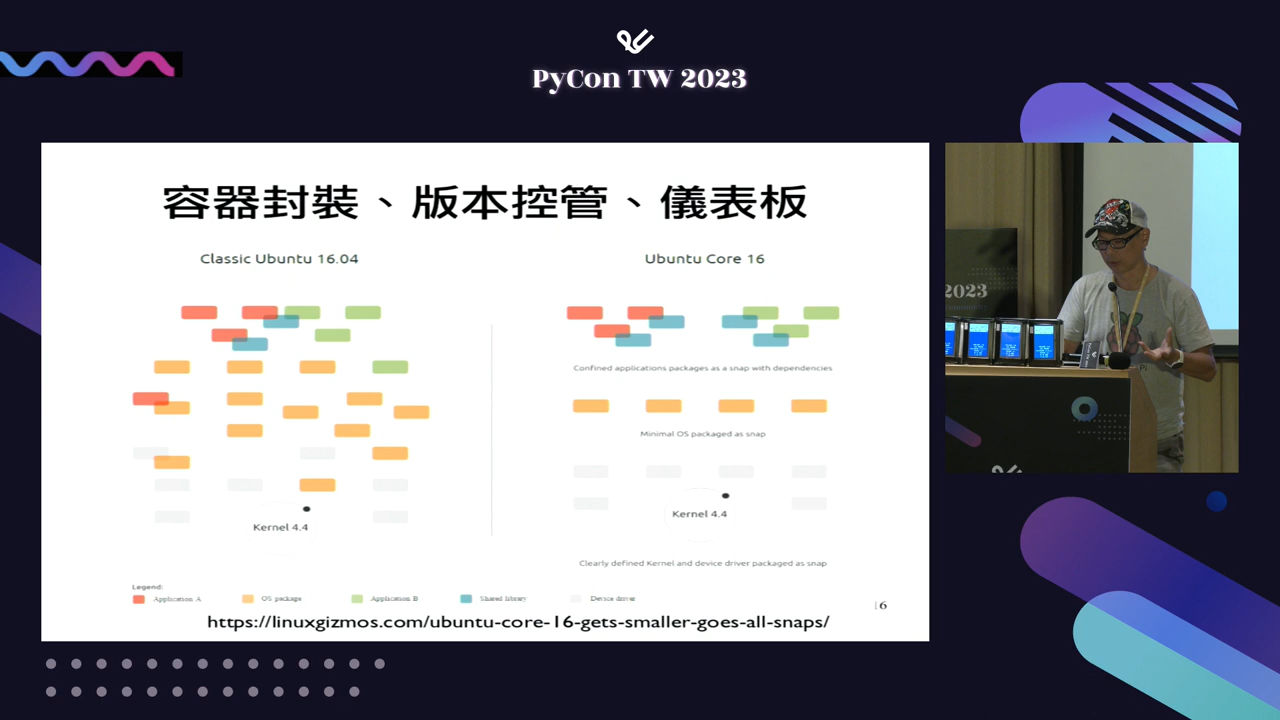 PyCon TW 2023
容器封裝、版本控管、儀表板
Classic Ubuntu 16.04
Ubuntu Core 16
Confined applications packages as a snap with dependencies
Minimal OS packaged as snap
Kernel 4.4
Kernel 4.4
Clearly defined Kernel and device driver packaged as snap
Legend:
Application A
OS package
Application B
Shared library
Device driver
16
https://linuxgizmos.com/ubuntu-core-16-gets-smaller-goes-all-snaps/
2023